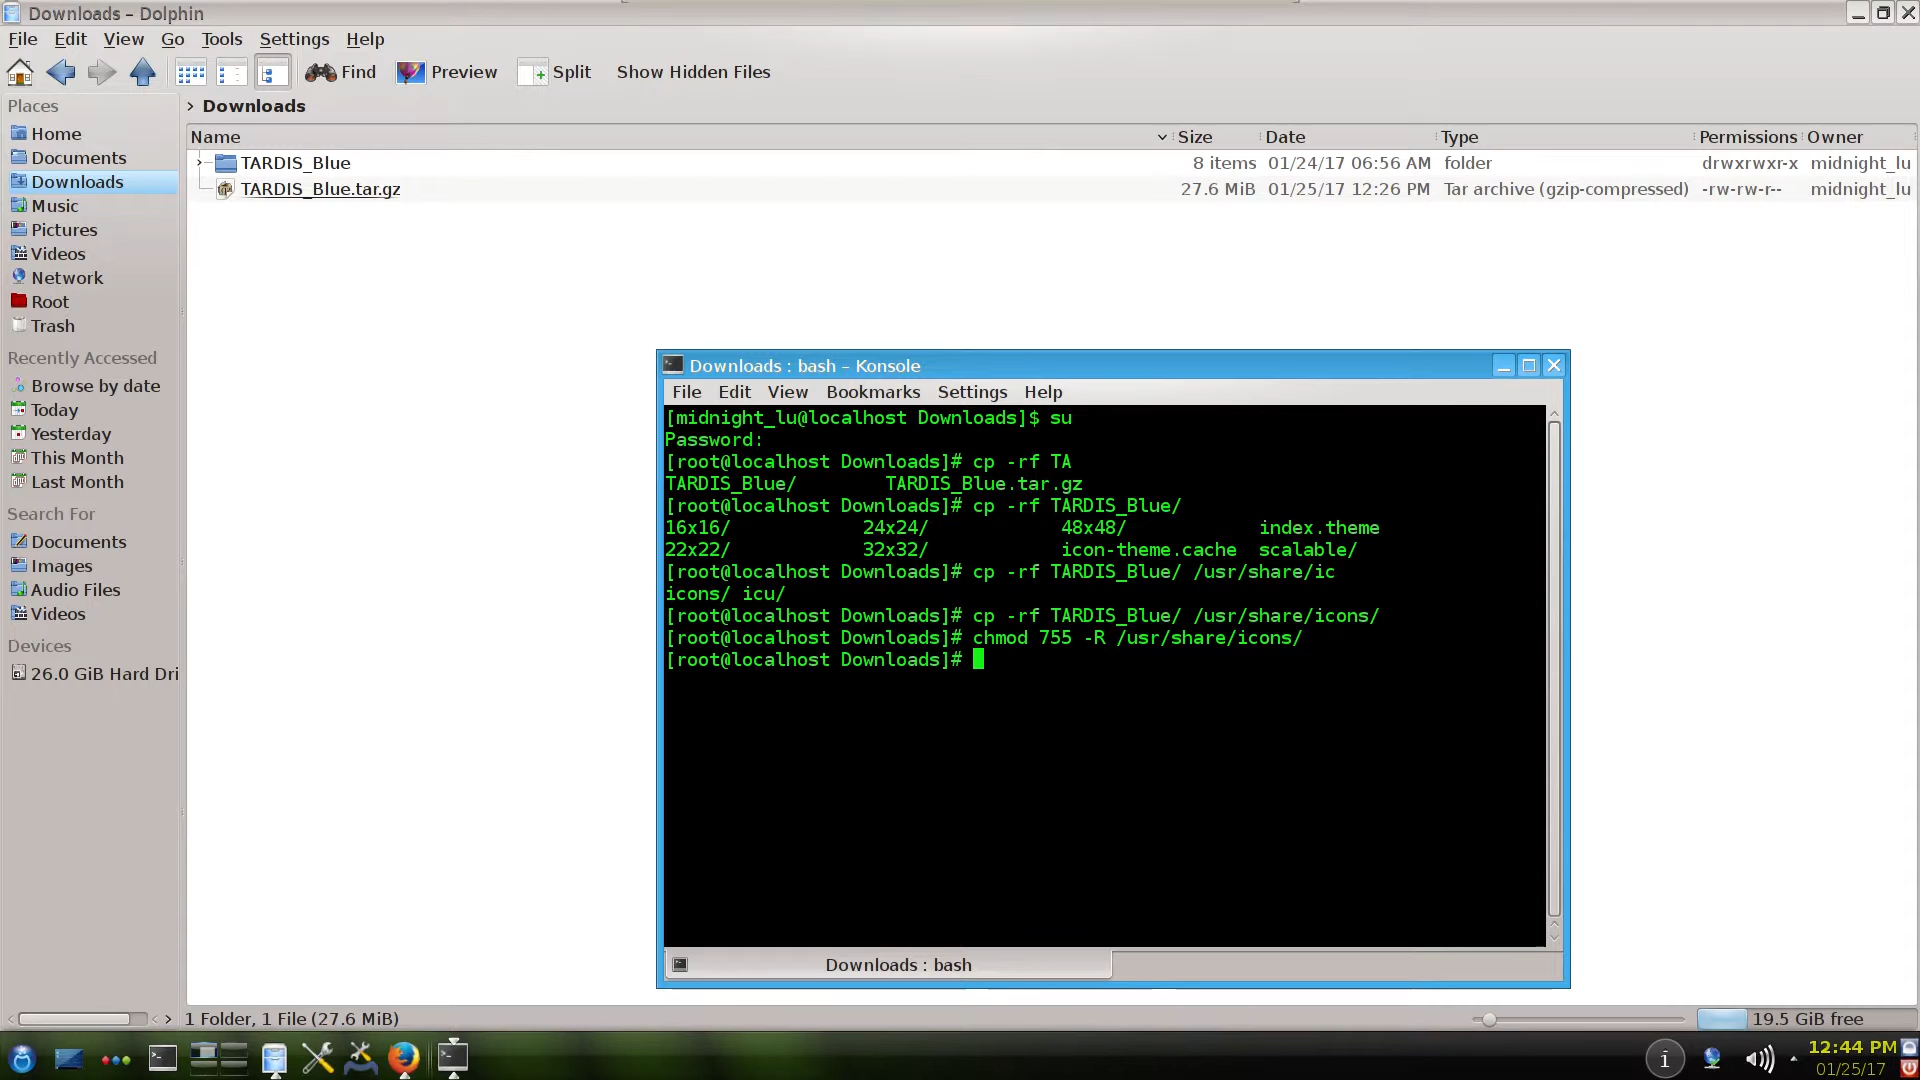 Downloads – Dolphin
File Edit View Go Tools Settings Help
Find Preview Split Show Hidden Files
Places
Home
Documents
Downloads
Music
Pictures
Videos
Network
Root
Trash
Recently Accessed
Browse by date
Today
Yesterday
This Month
Last Month
Search For
Documents
Images
Audio Files
Videos
Devices
26.0 GiB Hard Dri
> Downloads
Name Size Date Type Permissions Owner
TARDIS_Blue 8 items 01/24/17 06:56 AM folder drwxrwxr-x midnight_lu
TARDIS_Blue.tar.gz 27.6 MiB 01/25/17 12:26 PM Tar archive (gzip-compressed) -rw-rw-r-- midnight_lu
Downloads : bash – Konsole
File Edit View Bookmarks Settings Help
[midnight_lu@localhost Downloads]$ su
Password:
[root@localhost Downloads]# cp -rf TA
TARDIS_Blue/ TARDIS_Blue.tar.gz
[root@localhost Downloads]# cp -rf TARDIS_Blue/
16x16/ 24x24/ 48x48/ index.theme
22x22/ 32x32/ icon-theme.cache scalable/
[root@localhost Downloads]# cp -rf TARDIS_Blue/ /usr/share/ic
icons/ icu/
[root@localhost Downloads]# cp -rf TARDIS_Blue/ /usr/share/icons/
[root@localhost Downloads]# chmod 755 -R /usr/share/icons/
[root@localhost Downloads]#
Downloads : bash
1 Folder, 1 File (27.6 MiB)
19.5 GiB free
12:44 PM
01/25/17